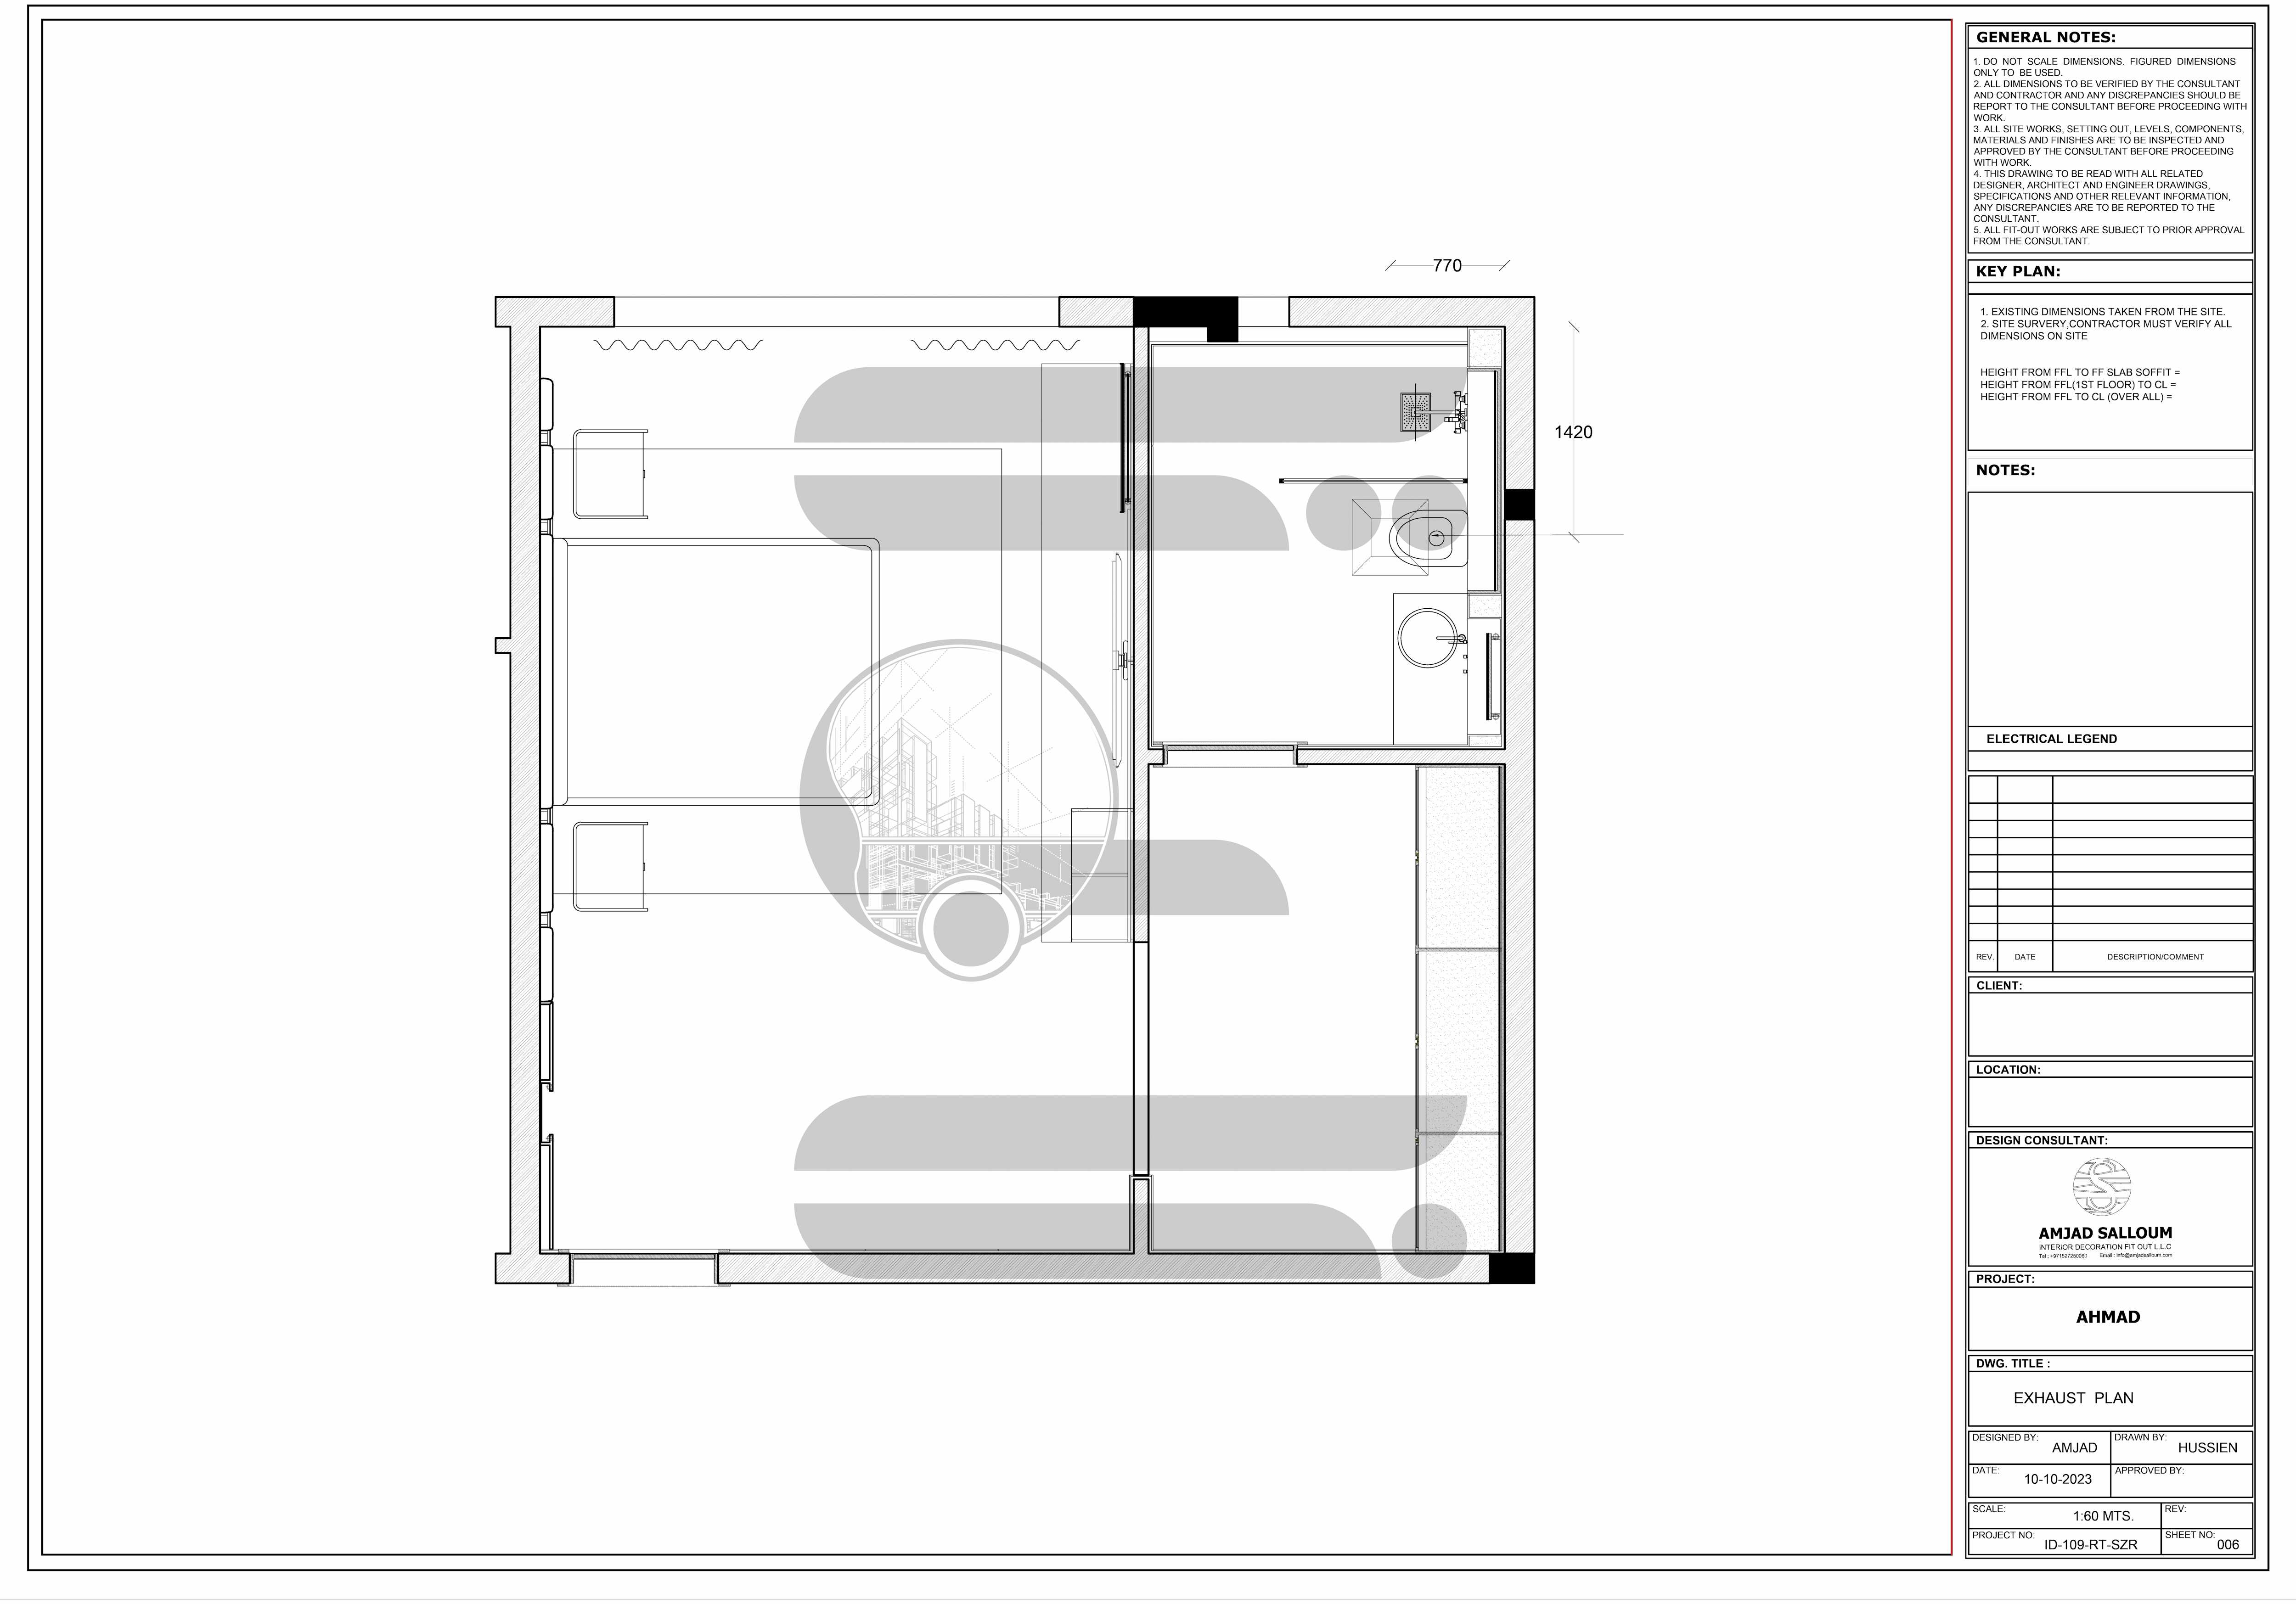 770
1420
GENERAL NOTES:
1. DO NOT SCALE DIMENSIONS. FIGURED DIMENSIONS
ONLY TO BE USED.
2. ALL DIMENSIONS TO BE VERIFIED BY THE CONSULTANT
AND CONTRACTOR AND ANY DISCREPANCIES SHOULD BE
REPORT TO THE CONSULTANT BEFORE PROCEEDING WITH
WORK.
3. ALL SITE WORKS, SETTING OUT, LEVELS, COMPONENTS,
MATERIALS AND FINISHES ARE TO BE INSPECTED AND
APPROVED BY THE CONSULTANT BEFORE PROCEEDING
WITH WORK.
4. THIS DRAWING TO BE READ WITH ALL RELATED
DESIGNER, ARCHITECT AND ENGINEER DRAWINGS,
SPECIFICATIONS AND OTHER RELEVANT INFORMATION,
ANY DISCREPANCIES ARE TO BE REPORTED TO THE
CONSULTANT.
5. ALL FIT-OUT WORKS ARE SUBJECT TO PRIOR APPROVAL
FROM THE CONSULTANT.
KEY PLAN:
1. EXISTING DIMENSIONS TAKEN FROM THE SITE.
2. SITE SURVERY,CONTRACTOR MUST VERIFY ALL
DIMENSIONS ON SITE
HEIGHT FROM FFL TO FF SLAB SOFFIT =
HEIGHT FROM FFL(1ST FLOOR) TO CL =
HEIGHT FROM FFL TO CL (OVER ALL) =
NOTES:
ELECTRICAL LEGEND
REV. DATE DESCRIPTION/COMMENT
CLIENT:
LOCATION:
DESIGN CONSULTANT:
AMJAD SALLOUM
INTERIOR DECORATION FIT OUT L.L.C
Tel : +971527250060 Email : info@amjadsalloum.com
PROJECT:
AHMAD
DWG. TITLE :
EXHAUST PLAN
DESIGNED BY: AMJAD DRAWN BY: HUSSIEN
DATE: 10-10-2023 APPROVED BY:
SCALE: 1:60 MTS. REV:
PROJECT NO: ID-109-RT-SZR SHEET NO: 006